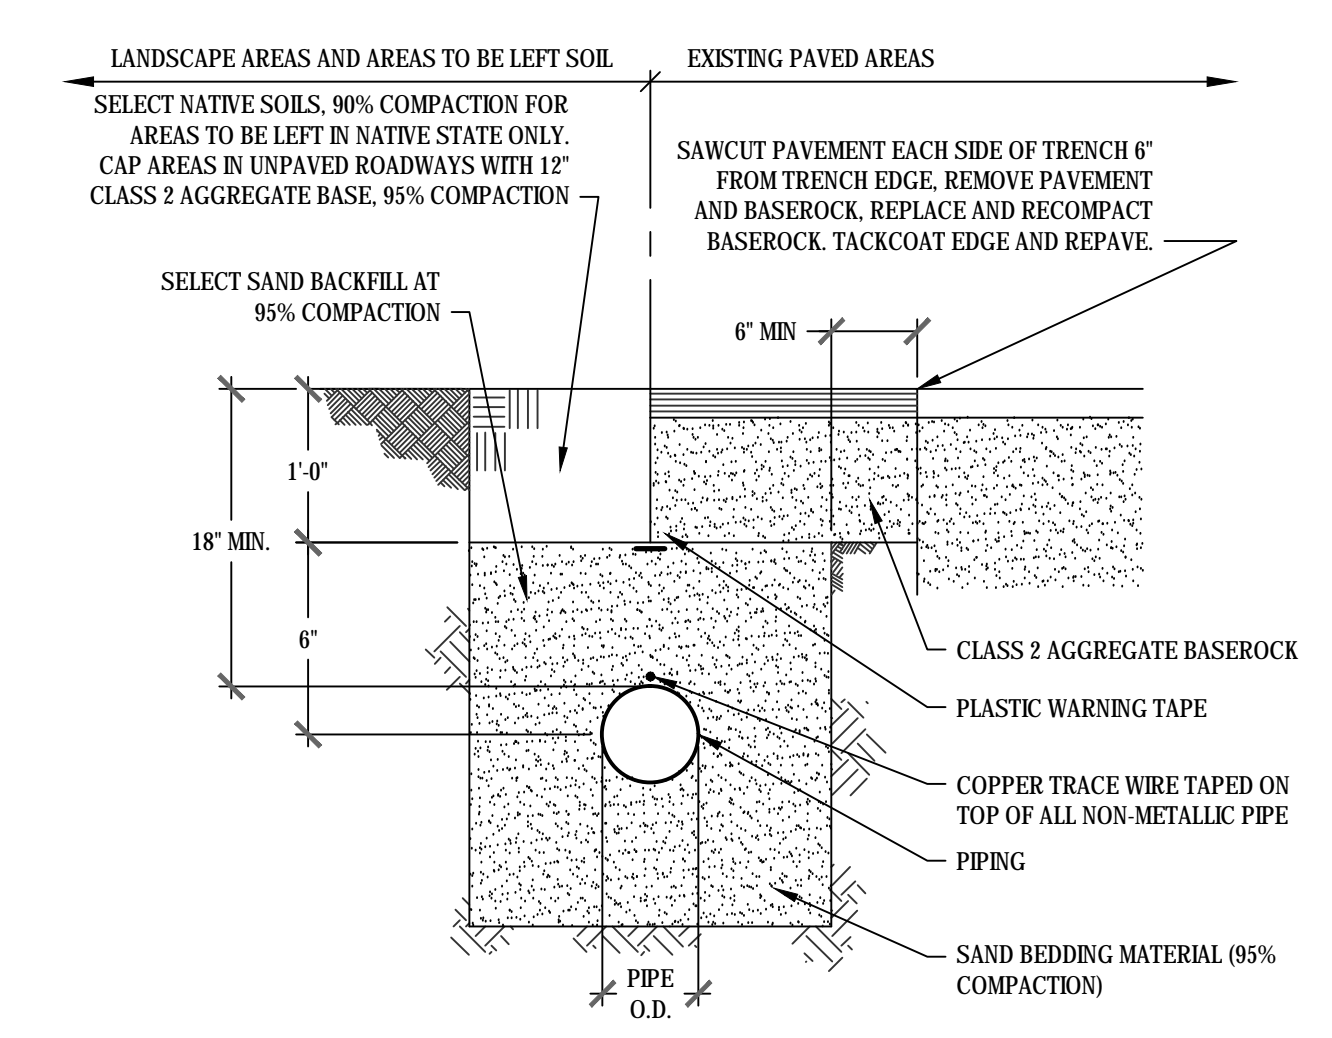 LANDSCAPE AREAS AND AREAS TO BE LEFT SOIL
EXISTING PAVED AREAS
SELECT NATIVE SOILS, 90% COMPACTION FOR
AREAS TO BE LEFT IN NATIVE STATE ONLY.
CAP AREAS IN UNPAVED ROADWAYS WITH 12"
CLASS 2 AGGREGATE BASE, 95% COMPACTION
SAWCUT PAVEMENT EACH SIDE OF TRENCH 6"
FROM TRENCH EDGE, REMOVE PAVEMENT
AND BASEROCK, REPLACE AND RECOMPACT
BASEROCK. TACKCOAT EDGE AND REPAVE.
SELECT SAND BACKFILL AT
95% COMPACTION
6" MIN
1'-0"
18" MIN.
6"
CLASS 2 AGGREGATE BASEROCK
PLASTIC WARNING TAPE
COPPER TRACE WIRE TAPED ON
TOP OF ALL NON-METALLIC PIPE
PIPING
SAND BEDDING MATERIAL (95%
COMPACTION)
PIPE
O.D.